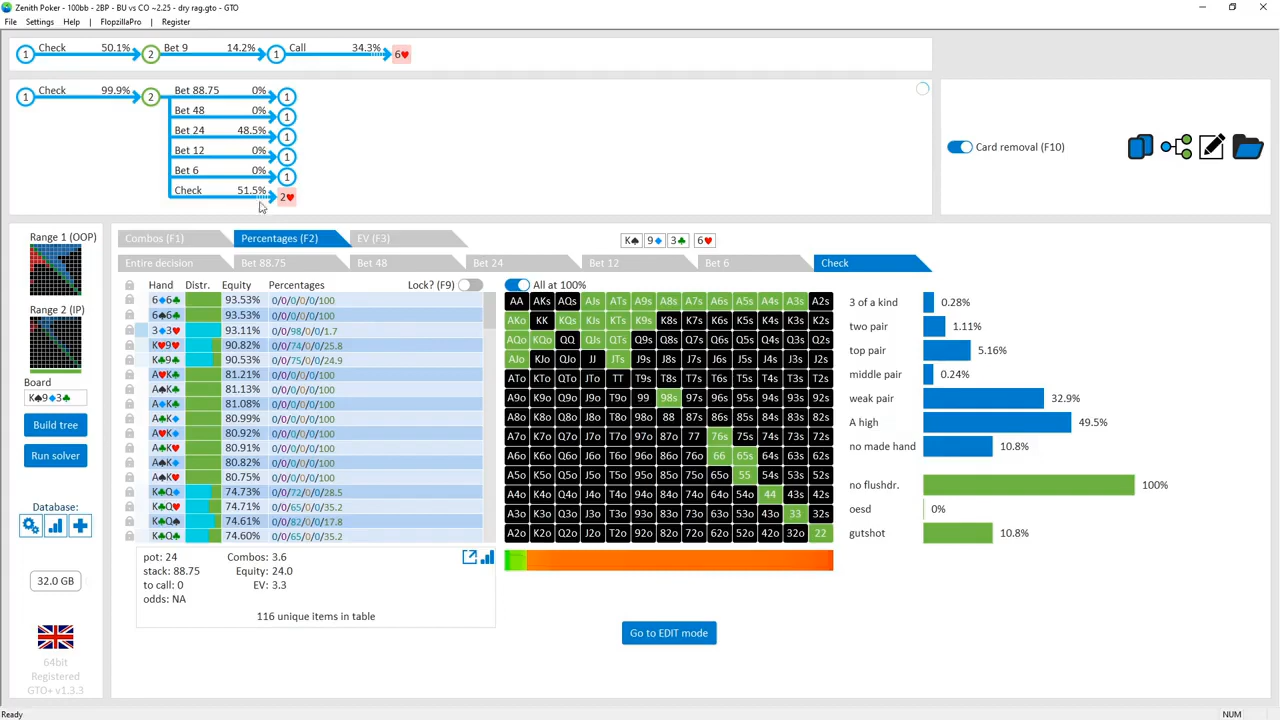 Zenith Poker - 100bb - 2BP - BU vs CO ~2.25 - dry rag.gto - GTO
File Settings Help FlopzillaPro Register
1 Check 50.1% 2 Bet 9 14.2% 1 Call 34.3% 6♥
1 Check 99.9% 2 Bet 88.75 0% 1
Bet 48 0% 1
Bet 24 48.5% 1
Bet 12 0% 1
Bet 6 0% 1
Check 51.5% 2♥
Card removal (F10)
Range 1 (OOP)
Range 2 (IP)
Board
K♠9♦3♣
Build tree
Run solver
Database:
32.0 GB
64bit
Registered
GTO+ v1.3.3
Combos (F1) Percentages (F2) EV (F3) K♠ 9♦ 3♣ 6♥
Entire decision Bet 88.75 Bet 48 Bet 24 Bet 12 Bet 6 Check
Hand Distr. Equity Percentages Lock? (F9)
6♦6♣ 93.53% 0/0/0/0/0/100
6♠6♣ 93.53% 0/0/0/0/0/100
3♦3♥ 93.11% 0/0/98/0/0/1.7
K♥9♥ 90.82% 0/0/74/0/0/25.8
K♣9♣ 90.53% 0/0/75/0/0/24.9
A♥K♥ 81.21% 0/0/0/0/0/100
A♠K♣ 81.13% 0/0/0/0/0/100
A♦K♣ 81.08% 0/0/0/0/0/100
A♣K♦ 80.99% 0/0/0/0/0/100
A♥K♦ 80.92% 0/0/0/0/0/100
A♣K♥ 80.91% 0/0/0/0/0/100
A♠K♦ 80.82% 0/0/0/0/0/100
A♠K♥ 80.75% 0/0/0/0/0/100
K♣Q♦ 74.73% 0/0/72/0/0/28.5
K♣Q♥ 74.71% 0/0/65/0/0/35.2
K♣Q♠ 74.61% 0/0/82/0/0/17.8
K♣Q♣ 74.60% 0/0/65/0/0/35.2
pot: 24 Combos: 3.6
stack: 88.75 Equity: 24.0
to call: 0 EV: 3.3
odds: NA
116 unique items in table
All at 100%
AA AKs AQs AJs ATs A9s A8s A7s A6s A5s A4s A3s A2s
AKo KK KQs KJs KTs K9s K8s K7s K6s K5s K4s K3s K2s
AQo KQo QQ QJs QTs Q9s Q8s Q7s Q6s Q5s Q4s Q3s Q2s
AJo KJo QJo JJ JTs J9s J8s J7s J6s J5s J4s J3s J2s
ATo KTo QTo JTo TT T9s T8s T7s T6s T5s T4s T3s T2s
A9o K9o Q9o J9o T9o 99 98s 97s 96s 95s 94s 93s 92s
A8o K8o Q8o J8o T8o 98o 88 87s 86s 85s 84s 83s 82s
A7o K7o Q7o J7o T7o 97o 87o 77 76s 75s 74s 73s 72s
A6o K6o Q6o J6o T6o 96o 86o 76o 66 65s 64s 63s 62s
A5o K5o Q5o J5o T5o 95o 85o 75o 65o 55 54s 53s 52s
A4o K4o Q4o J4o T4o 94o 84o 74o 64o 54o 44 43s 42s
A3o K3o Q3o J3o T3o 93o 83o 73o 63o 53o 43o 33 32s
A2o K2o Q2o J2o T2o 92o 82o 72o 62o 52o 42o 32o 22
Go to EDIT mode
3 of a kind 0.28%
two pair 1.11%
top pair 5.16%
middle pair 0.24%
weak pair 32.9%
A high 49.5%
no made hand 10.8%
no flushdr. 100%
oesd 0%
gutshot 10.8%
Ready NUM